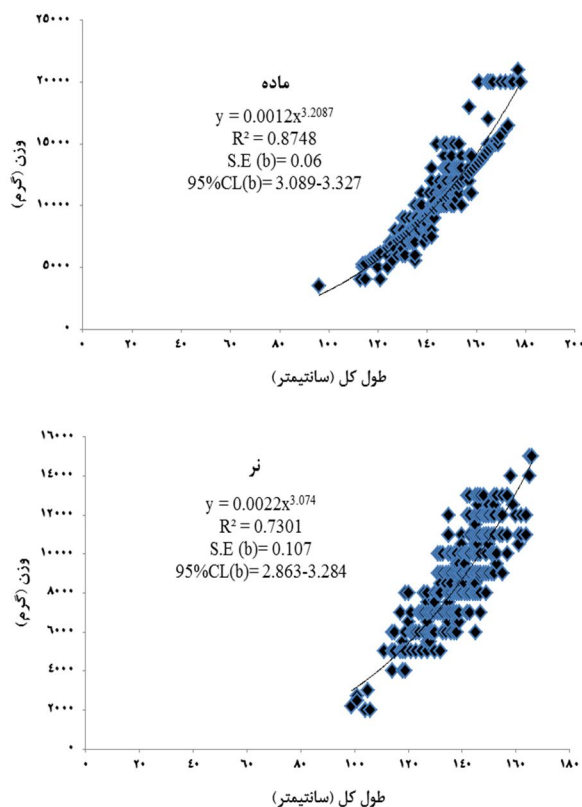 ماده
y = 0.0012x^3.2087
R² = 0.8748
S.E (b) = 0.06
95%CL(b)= 3.089-3.327
وزن (گرم)
۲۵۰۰۰
۲۰۰۰۰
۱۵۰۰۰
۱۰۰۰۰
۵۰۰۰
۰
۰ ۲۰ ۴۰ ۶۰ ۸۰ ۱۰۰ ۱۲۰ ۱۴۰ ۱۶۰ ۱۸۰ ۲۰۰
طول کل (سانتیمتر)
نر
y = 0.0022x^3.074
R² = 0.7301
S.E (b) = 0.107
95%CL(b)= 2.863-3.284
وزن (گرم)
۱۶۰۰۰
۱۴۰۰۰
۱۲۰۰۰
۱۰۰۰۰
۸۰۰۰
۶۰۰۰
۴۰۰۰
۲۰۰۰
۰
۰ ۲۰ ۴۰ ۶۰ ۸۰ ۱۰۰ ۱۲۰ ۱۴۰ ۱۶۰ ۱۸۰
طول کل (سانتیمتر)